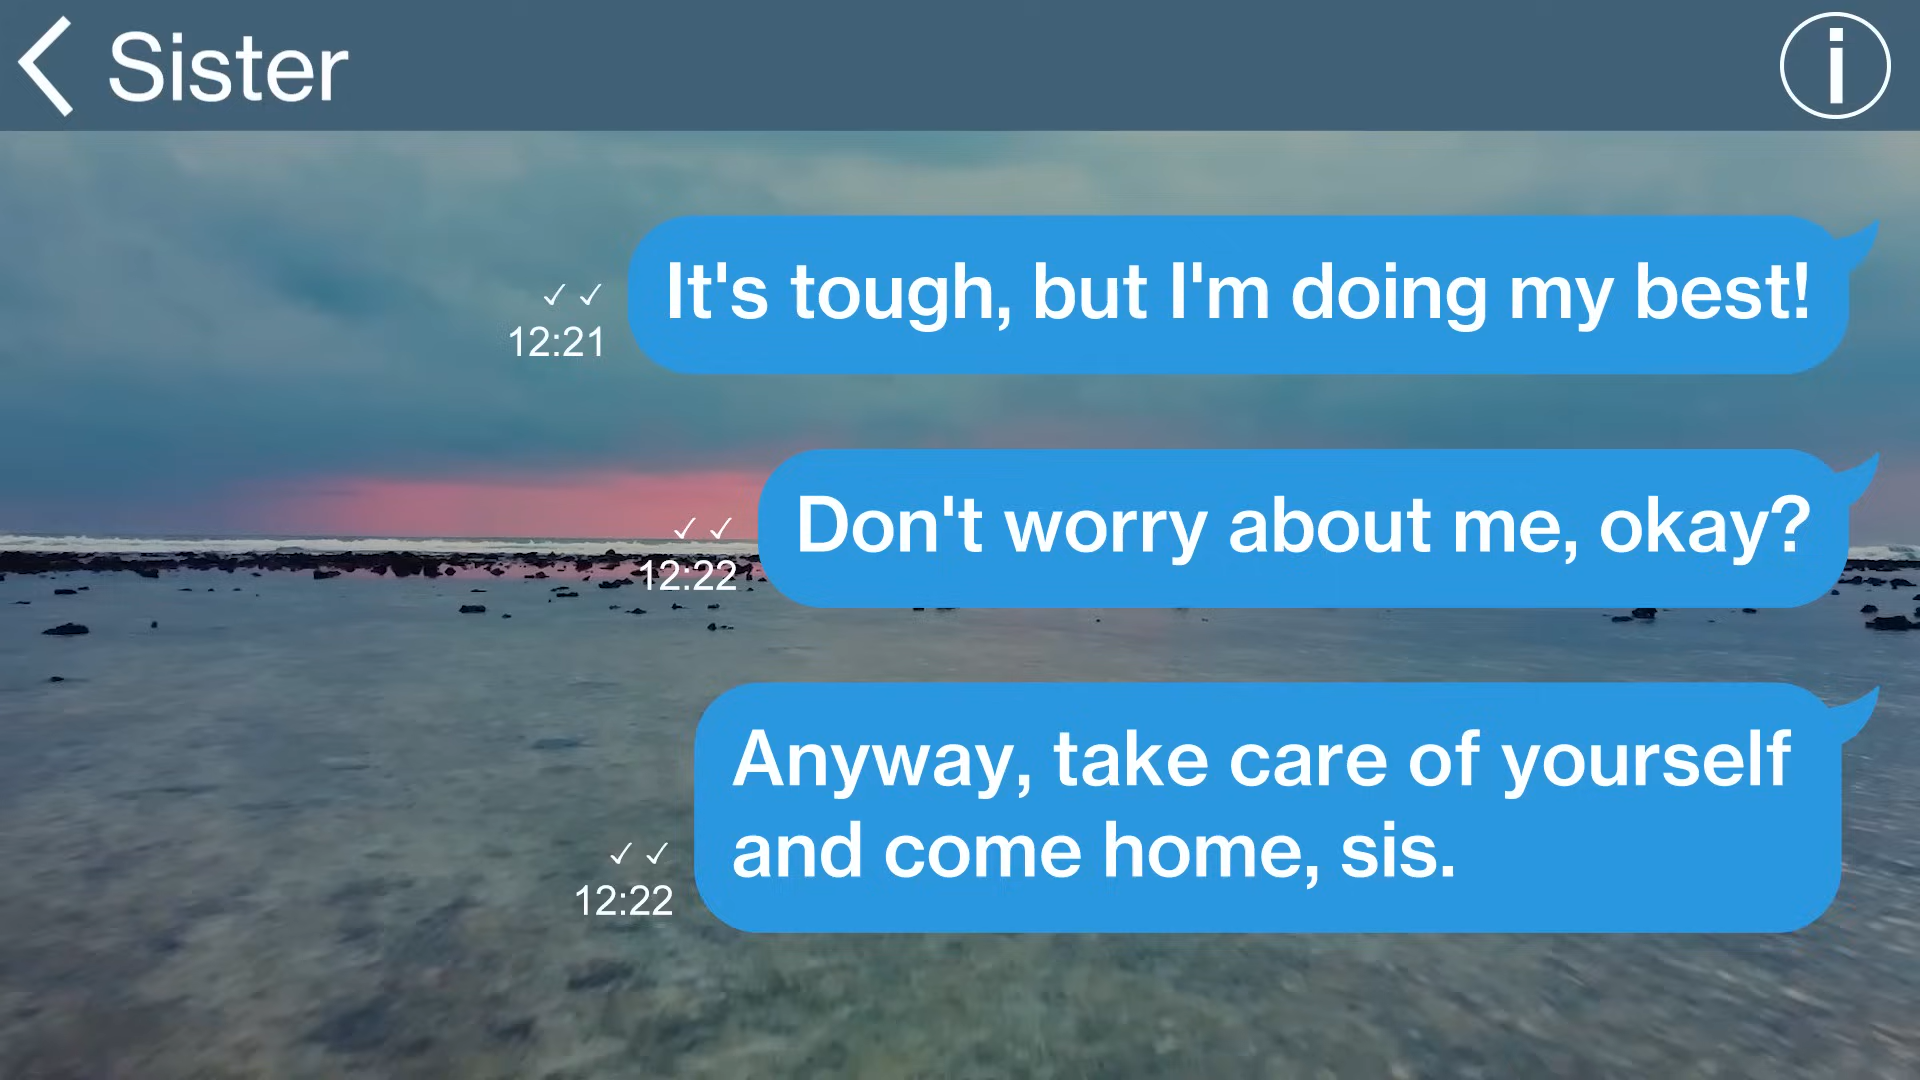 Sister
It's tough, but I'm doing my best!
✓✓
12:21
Don't worry about me, okay?
✓✓
12:22
Anyway, take care of yourself
and come home, sis.
✓✓
12:22